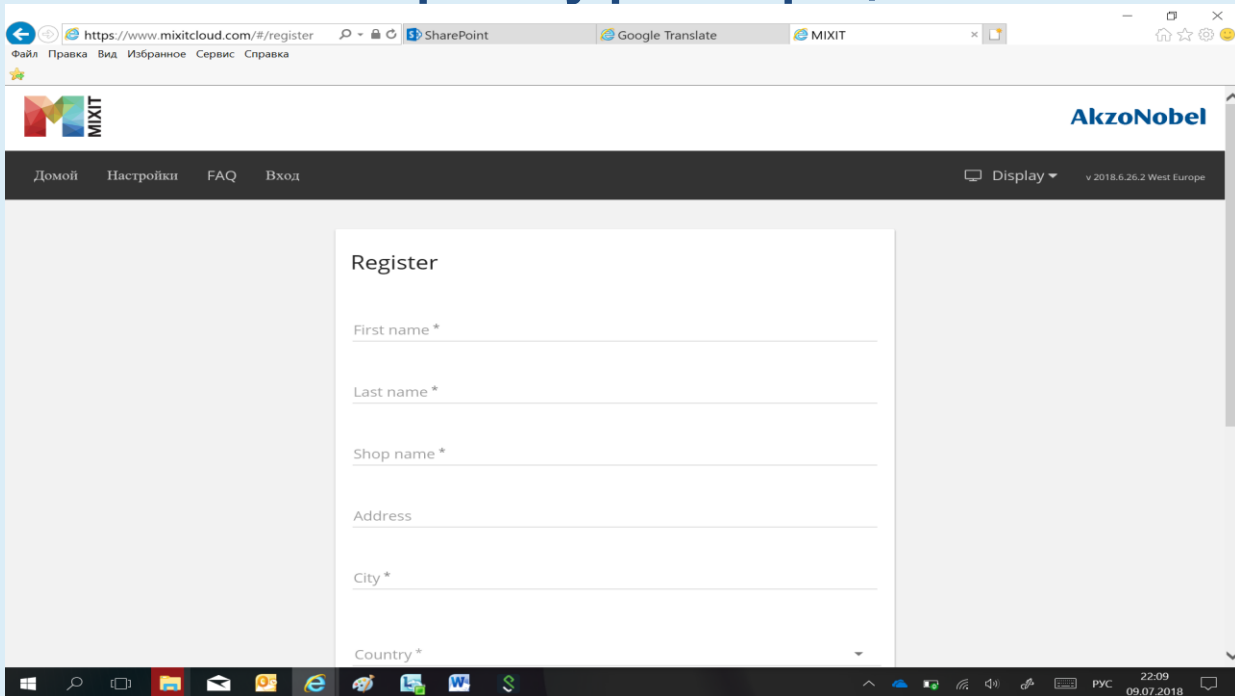 https://www.mixitcloud.com/#/register
SharePoint
Google Translate
MIXIT
Файл Правка Вид Избранное Сервис Справка
MIXIT
AkzoNobel
Домой Настройки FAQ Вход
Display
v 2018.6.26.2 West Europe
Register
First name *
Last name *
Shop name *
Address
City *
Country *
РУС
22:09
09.07.2018